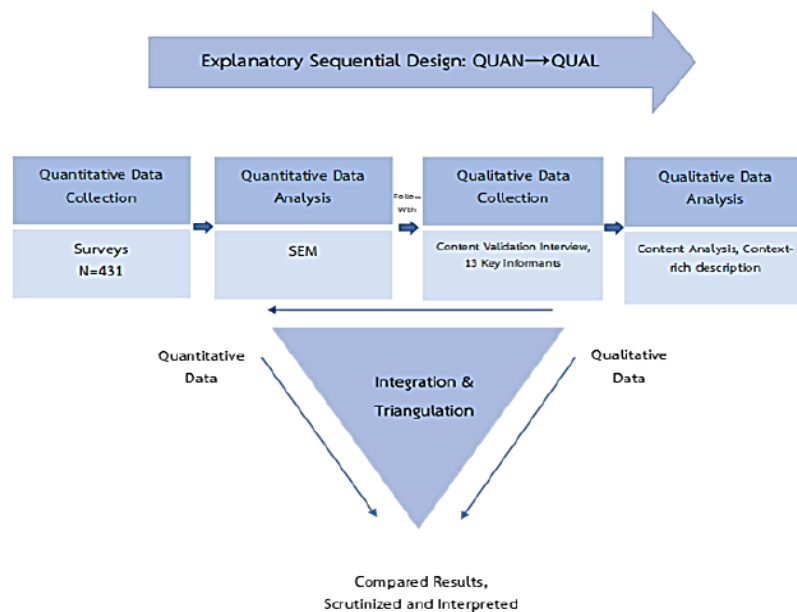 Explanatory Sequential Design: QUAN→QUAL
Quantitative Data
Collection
Quantitative Data
Analysis
Follow
With
Qualitative Data
Collection
Qualitative Data
Analysis
Surveys
N=431
SEM
Content Validation Interview,
13 Key Informants
Content Analysis, Context-
rich description
Quantitative
Data
Integration &
Triangulation
Qualitative
Data
Compared Results,
Scrutinized and Interpreted